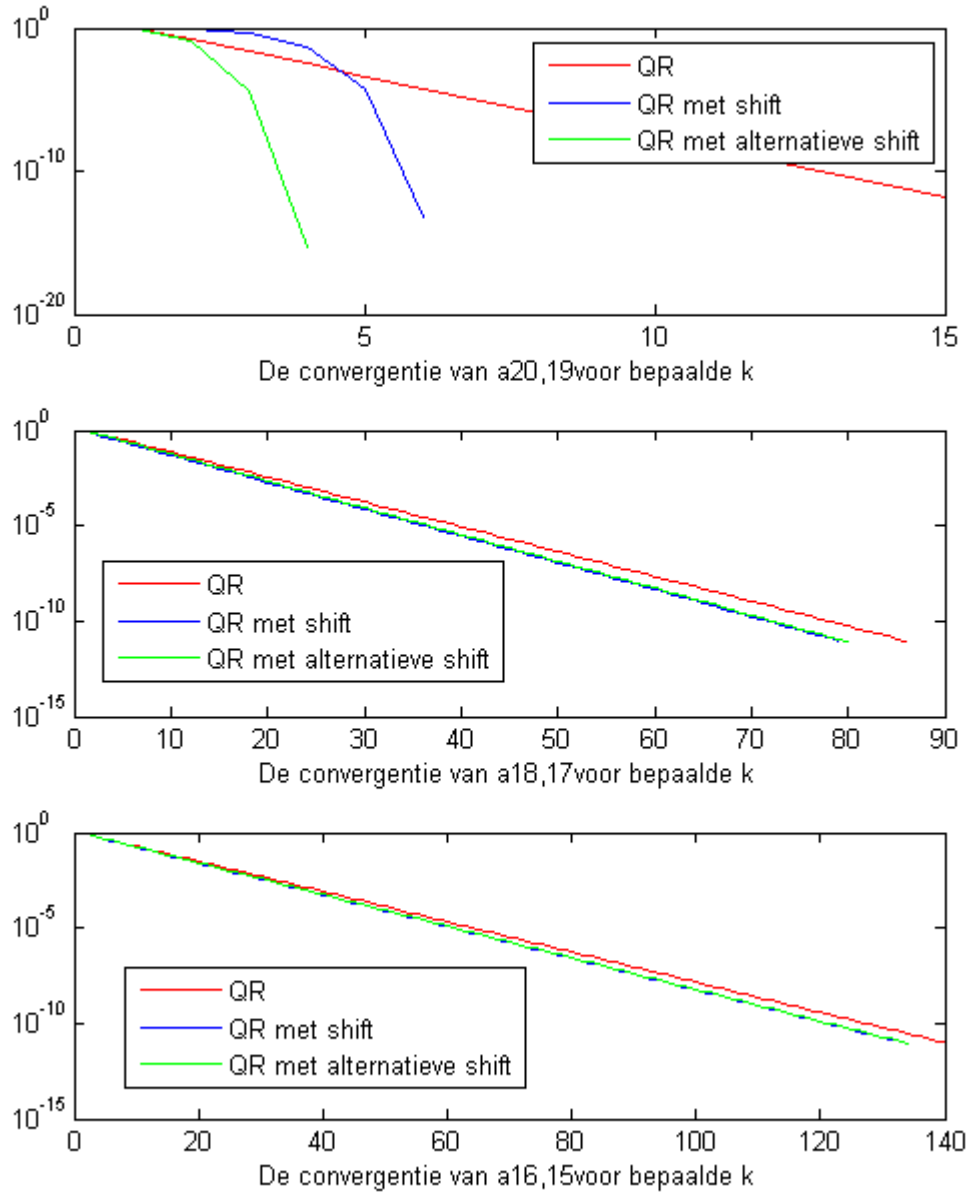 10^0
10^-10
10^-20
QR
QR met shift
QR met alternatieve shift
0 5 10 15
De convergentie van a20,19voor bepaalde k
10^0
10^-5
10^-10
10^-15
QR
QR met shift
QR met alternatieve shift
0 10 20 30 40 50 60 70 80 90
De convergentie van a18,17voor bepaalde k
10^0
10^-5
10^-10
10^-15
QR
QR met shift
QR met alternatieve shift
0 20 40 60 80 100 120 140
De convergentie van a16,15voor bepaalde k